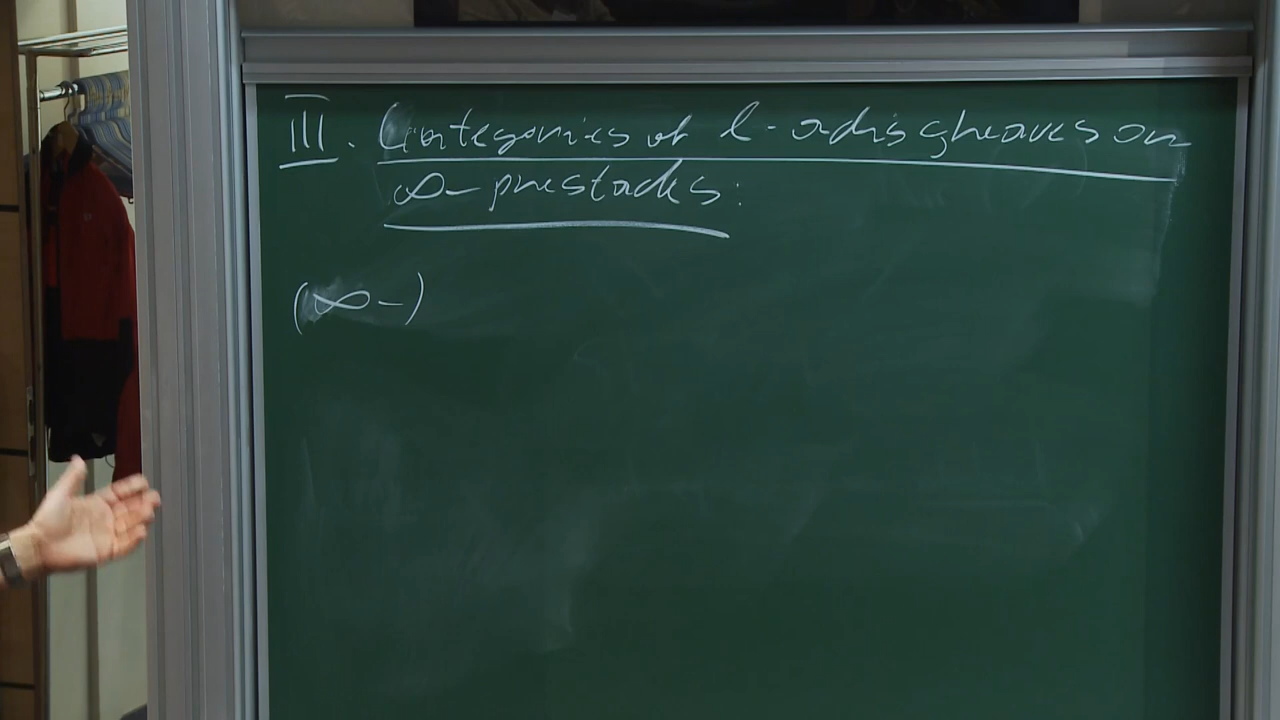 III. Categories of l-adic sheaves on
∞-prestacks:
(∞-)